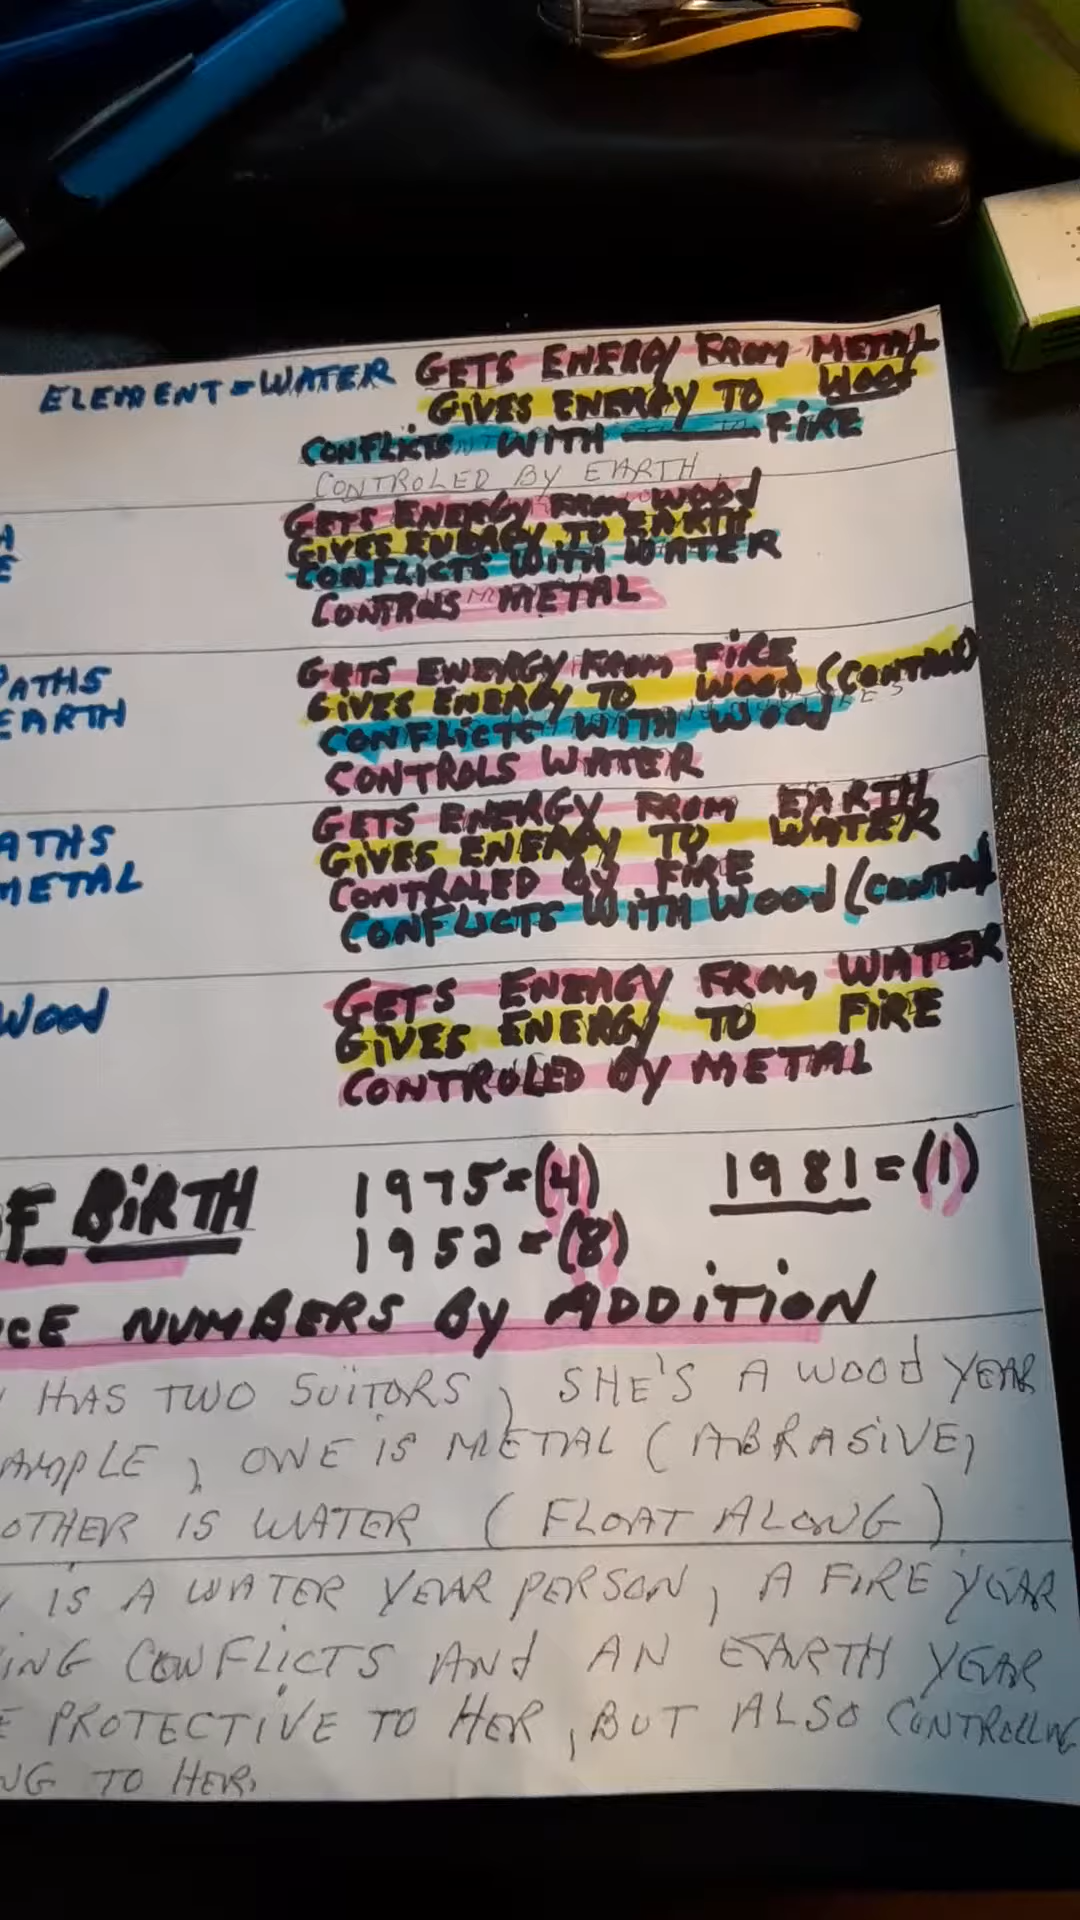 ELEMENT = WATER GETS ENERGY FROM METAL
GIVES ENERGY TO WOOD
CONFLICTS WITH FIRE
CONTROLED BY EARTH
GETS ENERGY FROM WOOD
GIVES ENERGY TO EARTH
CONFLICTS WITH WATER
CONTROLS METAL
PATHS
EARTH
GETS ENERGY FROM FIRE
GIVES ENERGY TO WOOD (CONTROL)
CONFLICTS WITH WOOD
CONTROLS WATER
ATHS
METAL
GETS ENERGY FROM EARTH
GIVES ENERGY TO WATER
CONTROLED BY FIRE
CONFLICTS WITH WOOD (CONTROL
WOOD
GETS ENERGY FROM WATER
GIVES ENERGY TO FIRE
CONTROLED BY METAL
OF BIRTH 1975=(4) 1981=(1)
1952=(8)
CE NUMBERS BY ADDITION
HAS TWO SUITORS, SHE'S A WOOD YEAR
AMPLE, ONE IS METAL (ABRASIVE,
OTHER IS WATER (FLOAT ALONG)
Y IS A WATER YEAR PERSON, A FIRE YEAR
ING CONFLICTS AND AN EARTH YEAR
E PROTECTIVE TO HER, BUT ALSO CONTROLLING
NG TO HER.